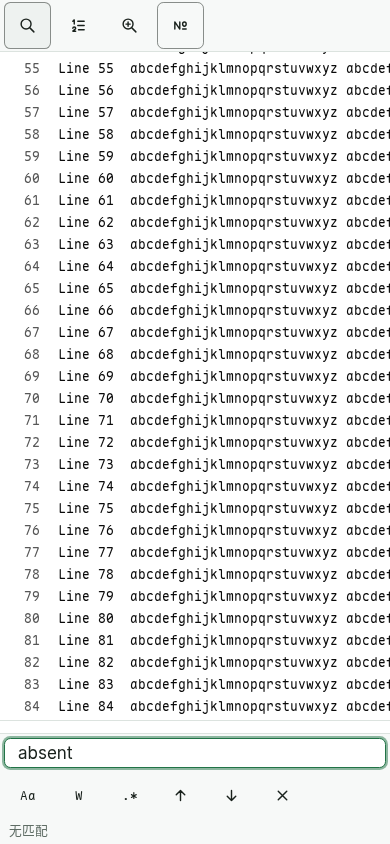 №
55 Line 55 abcdefghijklmnopqrstuvwxyz abcdef
56 Line 56 abcdefghijklmnopqrstuvwxyz abcdef
57 Line 57 abcdefghijklmnopqrstuvwxyz abcdef
58 Line 58 abcdefghijklmnopqrstuvwxyz abcdef
59 Line 59 abcdefghijklmnopqrstuvwxyz abcdef
60 Line 60 abcdefghijklmnopqrstuvwxyz abcdef
61 Line 61 abcdefghijklmnopqrstuvwxyz abcdef
62 Line 62 abcdefghijklmnopqrstuvwxyz abcdef
63 Line 63 abcdefghijklmnopqrstuvwxyz abcdef
64 Line 64 abcdefghijklmnopqrstuvwxyz abcdef
65 Line 65 abcdefghijklmnopqrstuvwxyz abcdef
66 Line 66 abcdefghijklmnopqrstuvwxyz abcdef
67 Line 67 abcdefghijklmnopqrstuvwxyz abcdef
68 Line 68 abcdefghijklmnopqrstuvwxyz abcdef
69 Line 69 abcdefghijklmnopqrstuvwxyz abcdef
70 Line 70 abcdefghijklmnopqrstuvwxyz abcdef
71 Line 71 abcdefghijklmnopqrstuvwxyz abcdef
72 Line 72 abcdefghijklmnopqrstuvwxyz abcdef
73 Line 73 abcdefghijklmnopqrstuvwxyz abcdef
74 Line 74 abcdefghijklmnopqrstuvwxyz abcdef
75 Line 75 abcdefghijklmnopqrstuvwxyz abcdef
76 Line 76 abcdefghijklmnopqrstuvwxyz abcdef
77 Line 77 abcdefghijklmnopqrstuvwxyz abcdef
78 Line 78 abcdefghijklmnopqrstuvwxyz abcdef
79 Line 79 abcdefghijklmnopqrstuvwxyz abcdef
80 Line 80 abcdefghijklmnopqrstuvwxyz abcdef
81 Line 81 abcdefghijklmnopqrstuvwxyz abcdef
82 Line 82 abcdefghijklmnopqrstuvwxyz abcdef
83 Line 83 abcdefghijklmnopqrstuvwxyz abcdef
84 Line 84 abcdefghijklmnopqrstuvwxyz abcdef
absent
Aa W .* ↑ ↓ ✕
无匹配